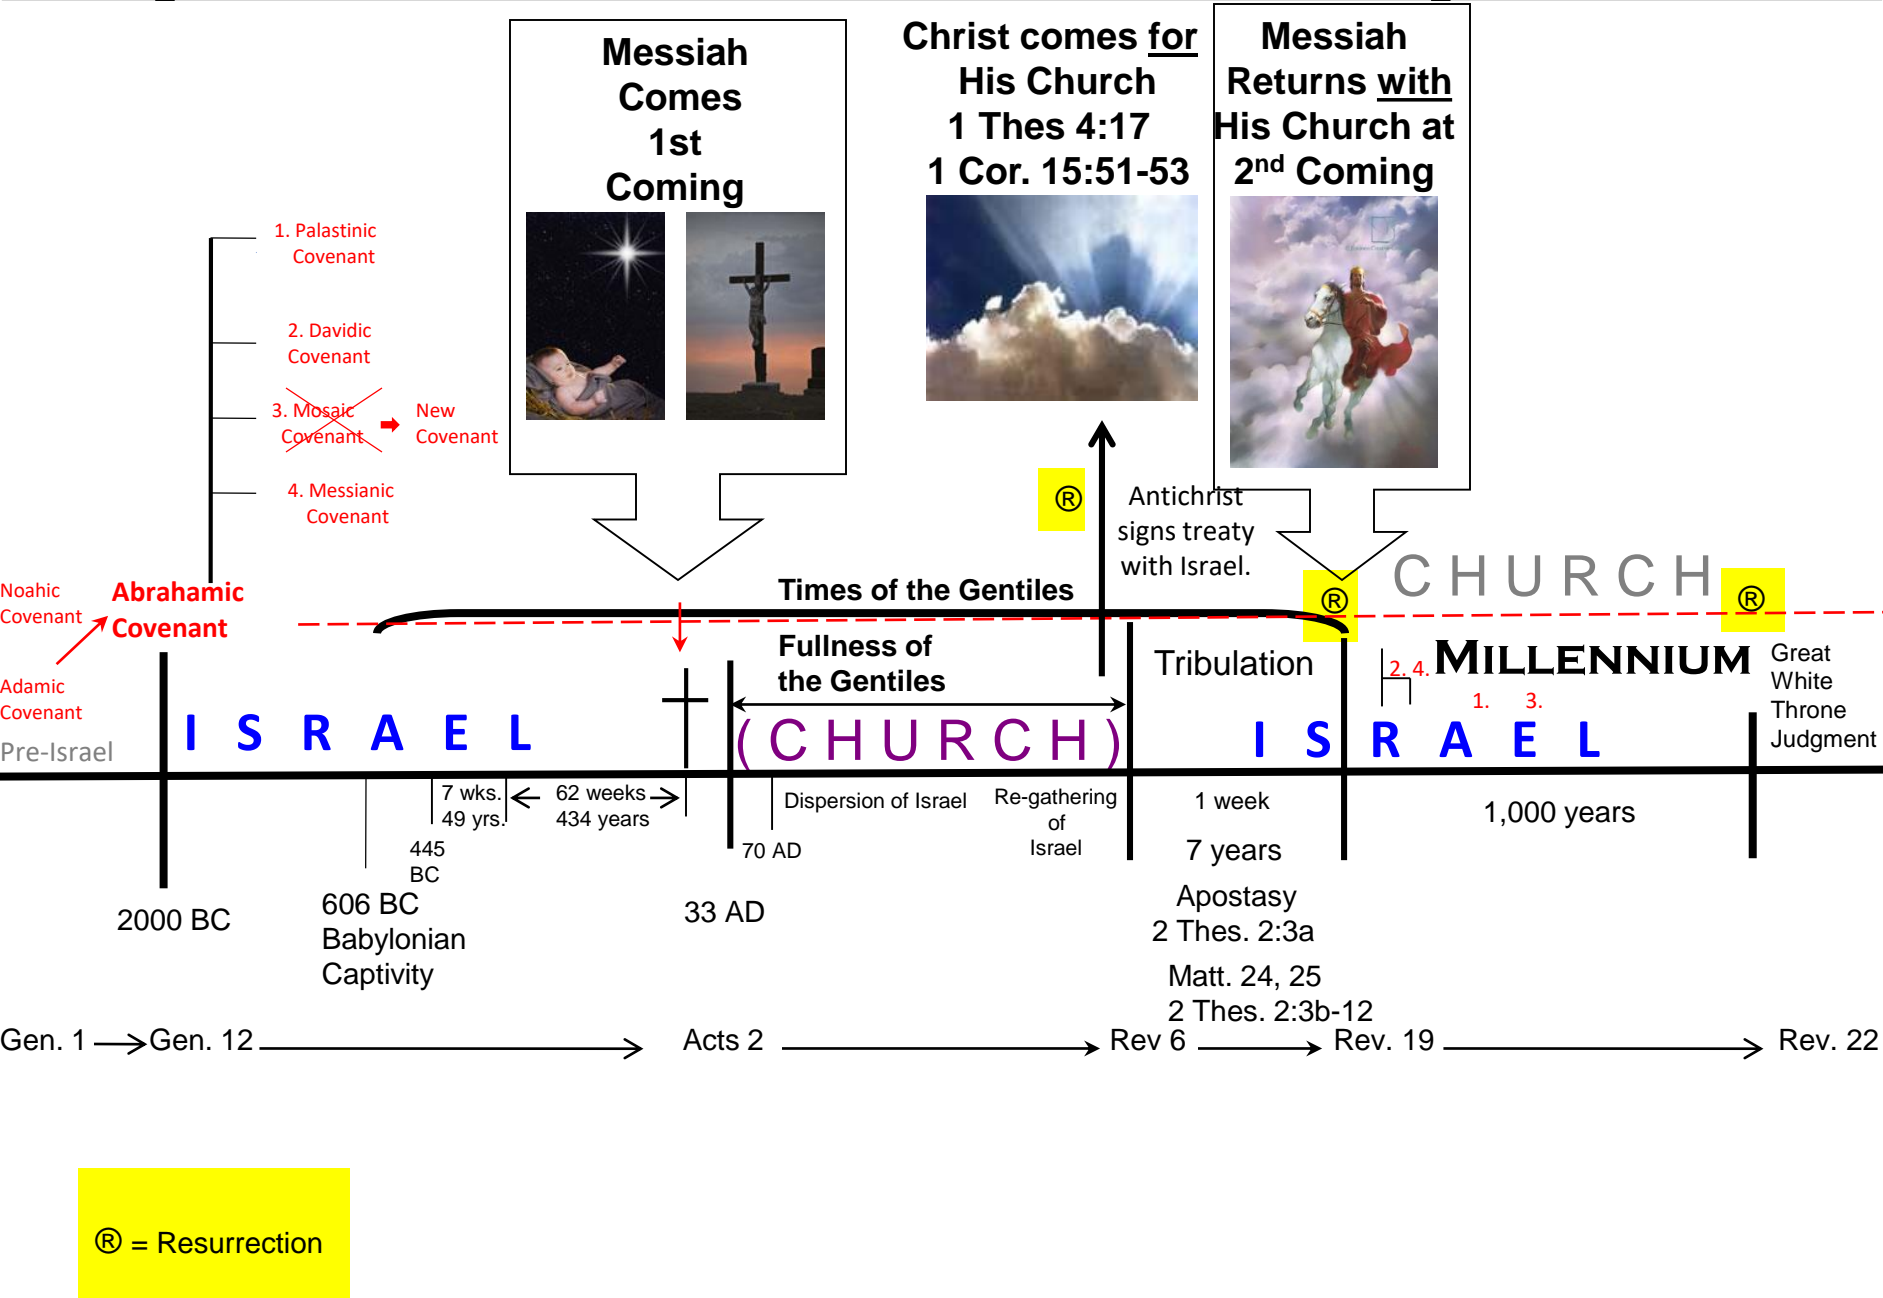 Messiah
Comes
1st
Coming
Christ comes for
His Church
1 Thes 4:17
1 Cor. 15:51-53
Messiah
Returns with
His Church at
2nd Coming
1. Palastinic
Covenant
2. Davidic
Covenant
3. Mosaic
Covenant
New
Covenant
4. Messianic
Covenant
®
Antichrist
signs treaty
with Israel.
Noahic
Covenant
Abrahamic
Covenant
Adamic
Covenant
Pre-Israel
Times of the Gentiles
Fullness of
the Gentiles
®
CHURCH
®
Tribulation
2. 4.
MILLENNIUM
1. 3.
Great
White
Throne
Judgment
ISRAEL
(CHURCH)
ISRAEL
7 wks.
49 yrs.
62 weeks
434 years
Dispersion of Israel
Re-gathering
of
Israel
1 week
7 years
1,000 years
445
BC
70 AD
2000 BC
606 BC
Babylonian
Captivity
33 AD
Apostasy
2 Thes. 2:3a
Matt. 24, 25
2 Thes. 2:3b-12
Gen. 1 Gen. 12 Acts 2 Rev 6 Rev. 19 Rev. 22
® = Resurrection